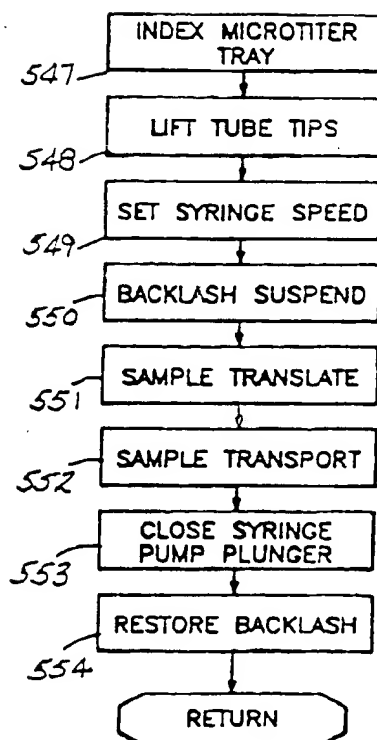 INDEX MICROTITER
TRAY
547
LIFT TUBE TIPS
548
SET SYRINGE SPEED
549
BACKLASH SUSPEND
550
SAMPLE TRANSLATE
551
SAMPLE TRANSPORT
552
CLOSE SYRINGE
PUMP PLUNGER
553
RESTORE BACKLASH
554
RETURN